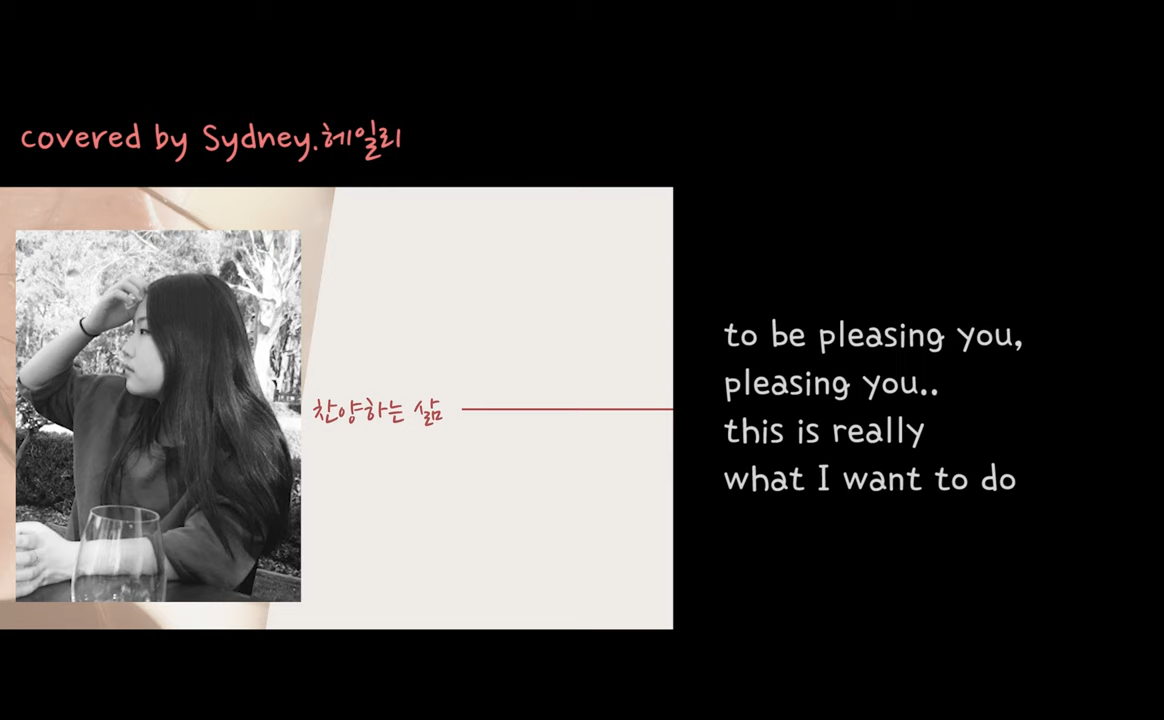 covered by Sydney.헤일리
찬양하는 삶
to be pleasing you,
pleasing you..
this is really
what I want to do